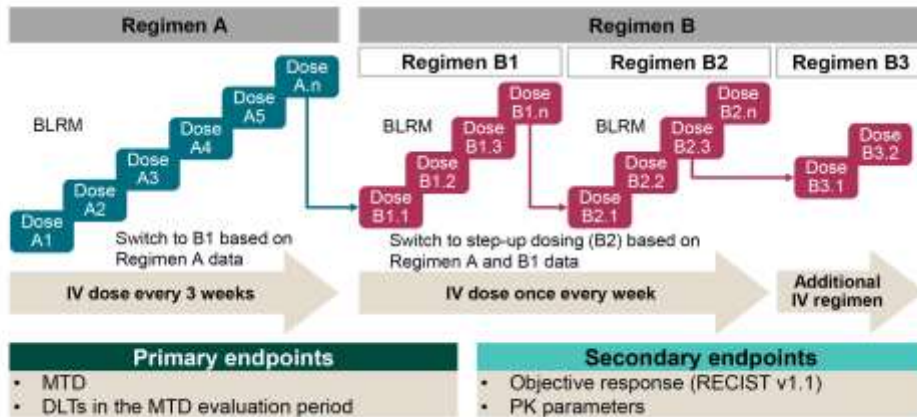 Regimen A
Regimen B
Regimen B1
Regimen B2
Regimen B3
BLRM
Dose
A1
Dose
A2
Dose
A3
Dose
A4
Dose
A5
Dose
A.n
BLRM
Dose
B1.1
Dose
B1.2
Dose
B1.3
Dose
B1.n
BLRM
Dose
B2.1
Dose
B2.2
Dose
B2.3
Dose
B2.n
Dose
B3.1
Dose
B3.2
Switch to B1 based on
Regimen A data
Switch to step-up dosing (B2) based on
Regimen A and B1 data
IV dose every 3 weeks
IV dose once every week
Additional
IV regimen
Primary endpoints
• MTD
• DLTs in the MTD evaluation period
Secondary endpoints
• Objective response (RECIST v1.1)
• PK parameters